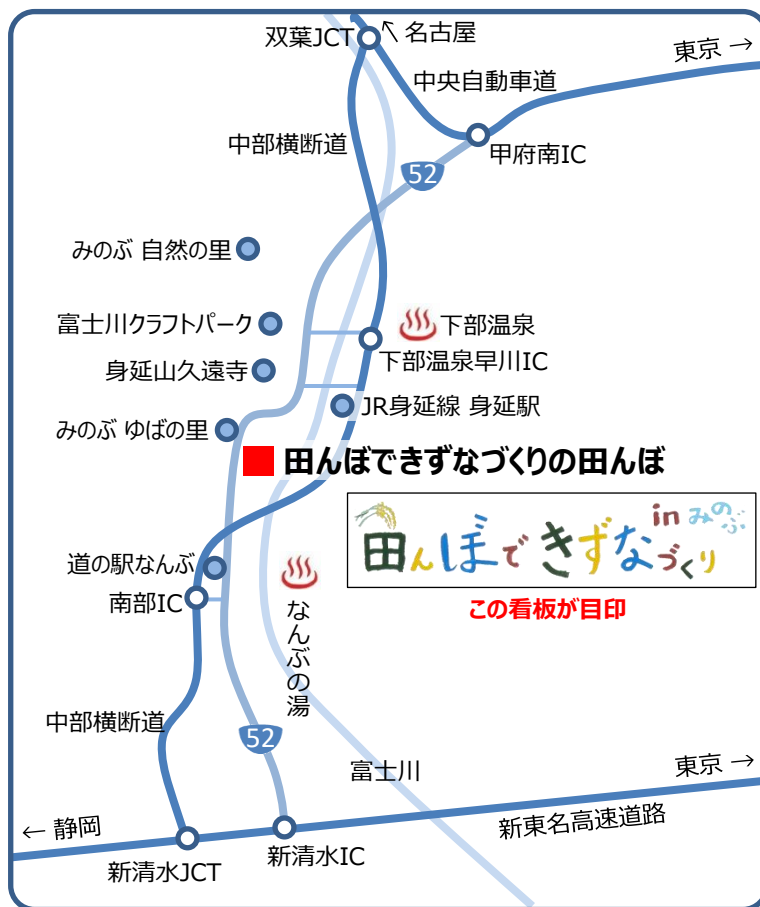 双葉JCT
↖ 名古屋
東京 →
中央自動車道
中部横断道
甲府南IC
52
みのぶ 自然の里
富士川クラフトパーク
下部温泉
下部温泉早川IC
身延山久遠寺
JR身延線 身延駅
みのぶ ゆばの里
田んぼできずなづくりの田んぼ
田んぼできずなづくり in みのぶ
この看板が目印
道の駅なんぶ
南部IC
なんぶの湯
中部横断道
52
富士川
東京 →
← 静岡
新東名高速道路
新清水IC
新清水JCT